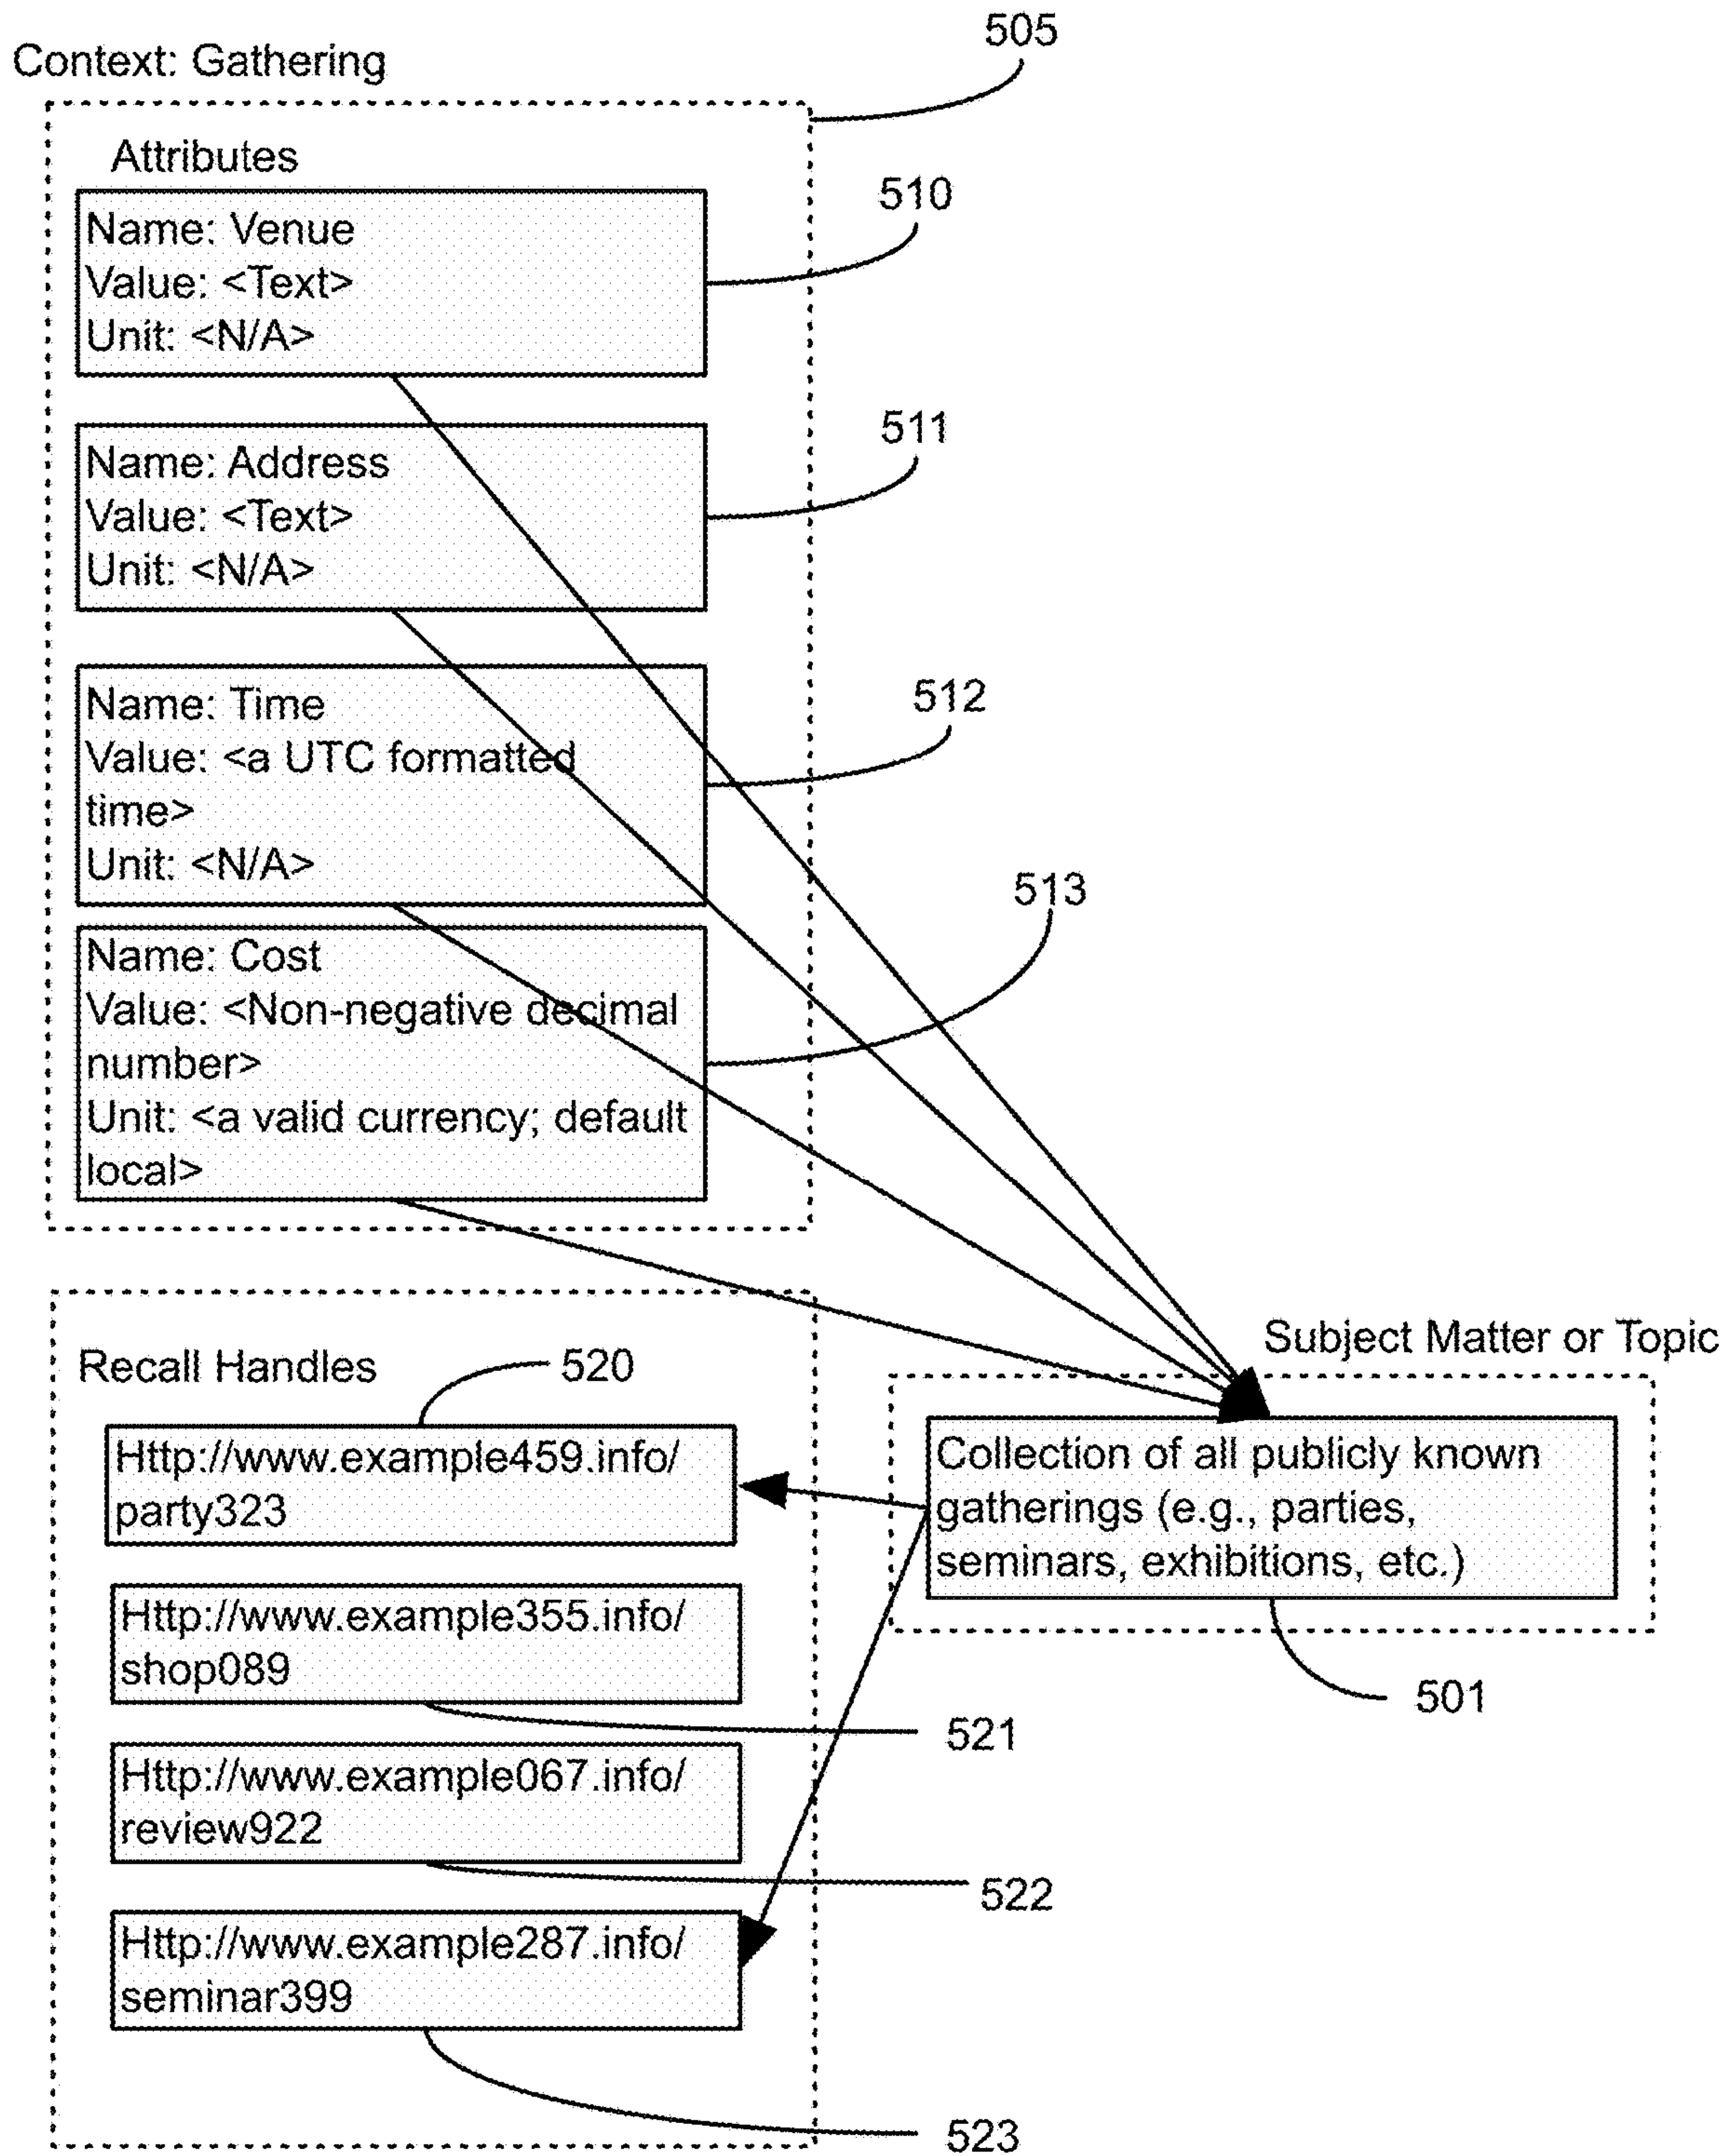 505
Context: Gathering
Attributes
510
Name: Venue
Value: <Text>
Unit: <N/A>
511
Name: Address
Value: <Text>
Unit: <N/A>
512
Name: Time
Value: <a UTC formatted
time>
Unit: <N/A>
513
Name: Cost
Value: <Non-negative decimal
number>
Unit: <a valid currency; default
local>
Subject Matter or Topic
Recall Handles
520
Http://www.example459.info/
party323
Collection of all publicly known
gatherings (e.g., parties,
seminars, exhibitions, etc.)
Http://www.example355.info/
shop089
501
521
Http://www.example067.info/
review922
522
Http://www.example287.info/
seminar399
523